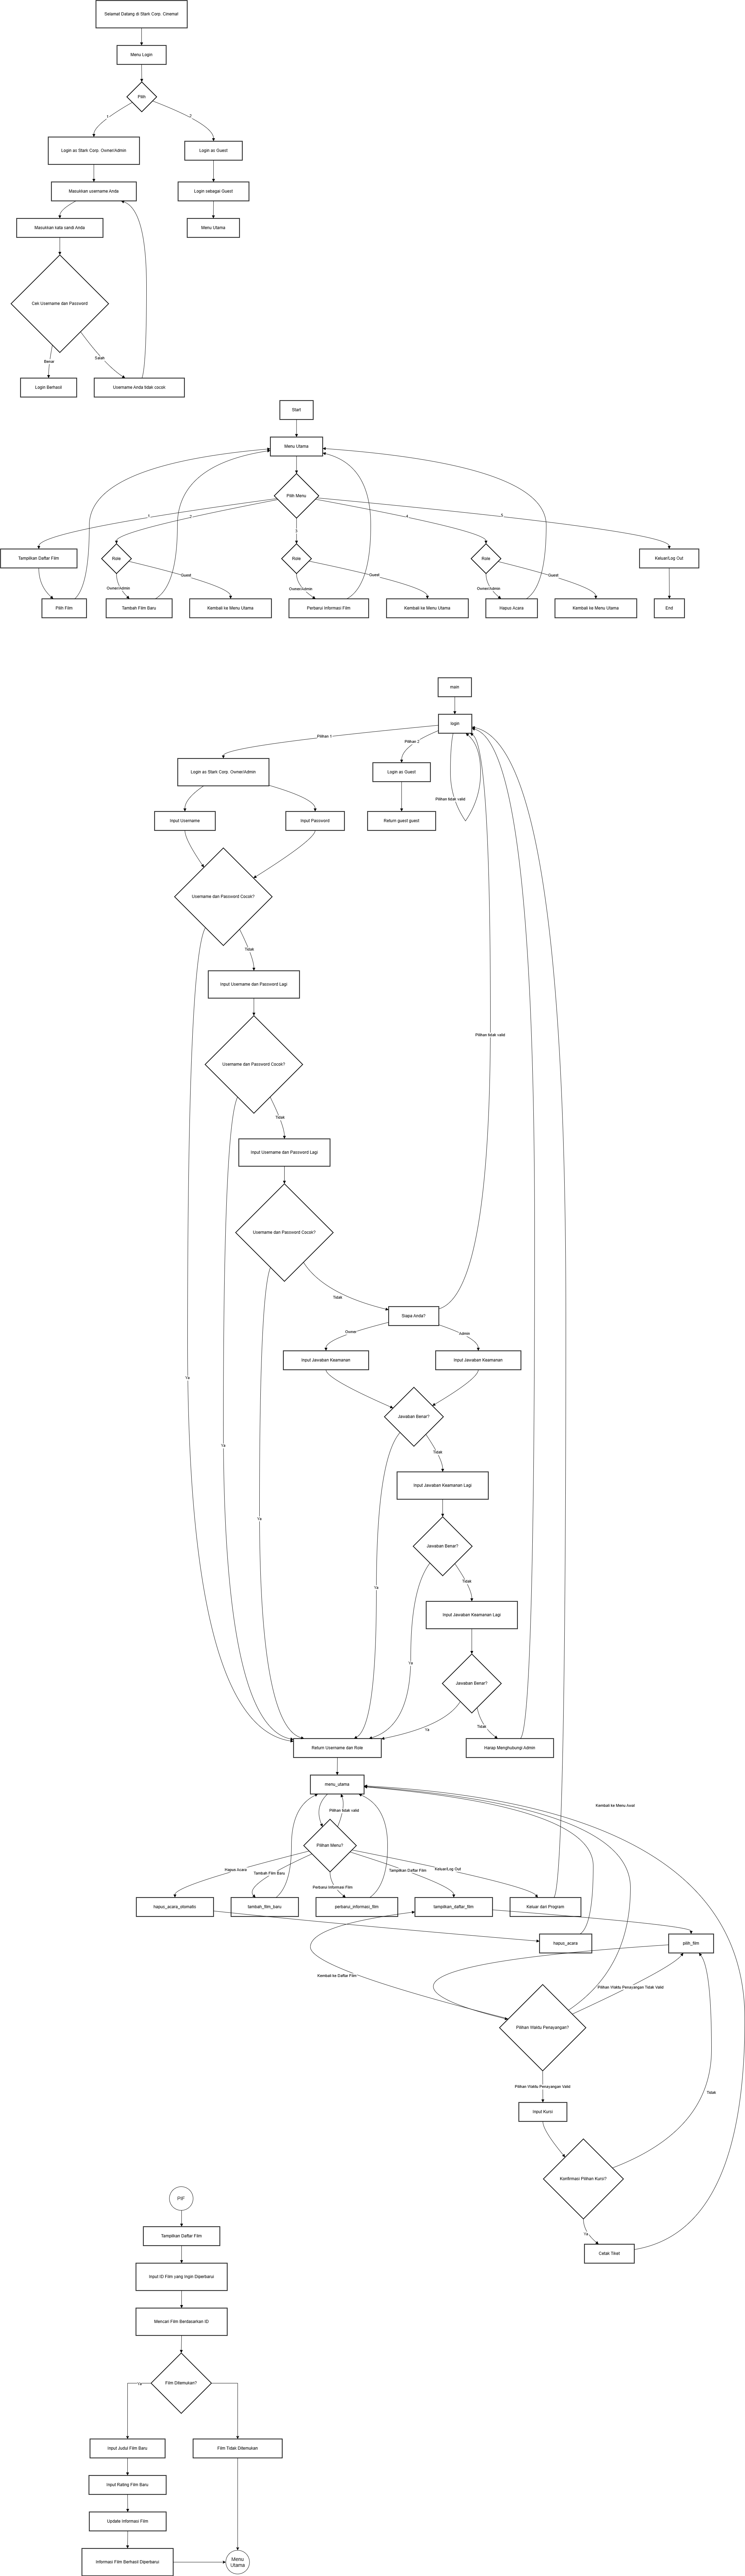 Selamat Datang di Stark Corp. Cinema!
Menu Login
Pilih
1
2
Login as Stark Corp. Owner/Admin
Login as Guest
Masukkan username Anda
Login sebagai Guest
Masukkan kata sandi Anda
Menu Utama
Cek Username dan Password
Benar
Salah
Login Berhasil
Username Anda tidak cocok
Start
Menu Utama
Pilih Menu
1
2
3
4
5
Tampilkan Daftar Film
Role
Role
Role
Keluar/Log Out
Owner/Admin
Guest
Owner/Admin
Guest
Owner/Admin
Guest
Pilih Film
Tambah Film Baru
Kembali ke Menu Utama
Perbarui Informasi Film
Kembali ke Menu Utama
Hapus Acara
Kembali ke Menu Utama
End
main
login
Pilihan 1
Pilihan 2
Login as Stark Corp. Owner/Admin
Login as Guest
Pilihan tidak valid
Input Username
Input Password
Return guest guest
Username dan Password Cocok?
Tidak
Input Username dan Password Lagi
Pilihan tidak valid
Username dan Password Cocok?
Tidak
Input Username dan Password Lagi
Username dan Password Cocok?
Tidak
Siapa Anda?
Owner
Admin
Input Jawaban Keamanan
Input Jawaban Keamanan
Ya
Jawaban Benar?
Ya
Tidak
Input Jawaban Keamanan Lagi
Ya
Jawaban Benar?
Ya
Tidak
Input Jawaban Keamanan Lagi
Ya
Jawaban Benar?
Ya
Tidak
Return Username dan Role
Harap Menghubungi Admin
menu_utama
Pilihan tidak valid
Kembali ke Menu Awal
Pilihan Menu?
Hapus Acara
Tambah Film Baru
Perbarui Informasi Film
Tampilkan Daftar Film
Keluar/Log Out
hapus_acara_otomatis
tambah_film_baru
perbarui_informasi_film
tampilkan_daftar_film
Keluar dari Program
hapus_acara
pilih_film
Kembali ke Daftar Film
Pilihan Waktu Penayangan Tidak Valid
Pilihan Waktu Penayangan?
Pilihan Waktu Penayangan Valid
Input Kursi
Tidak
Konfirmasi Pilihan Kursi?
Ya
Cetak Tiket
PIF
Tampilkan Daftar Film
Input ID Film yang Ingin Diperbarui
Mencari Film Berdasarkan ID
Film Ditemukan?
Ya
Input Judul Film Baru
Film Tidak Ditemukan
Input Rating Film Baru
Update Informasi Film
Informasi Film Berhasil Diperbarui
Menu
Utama